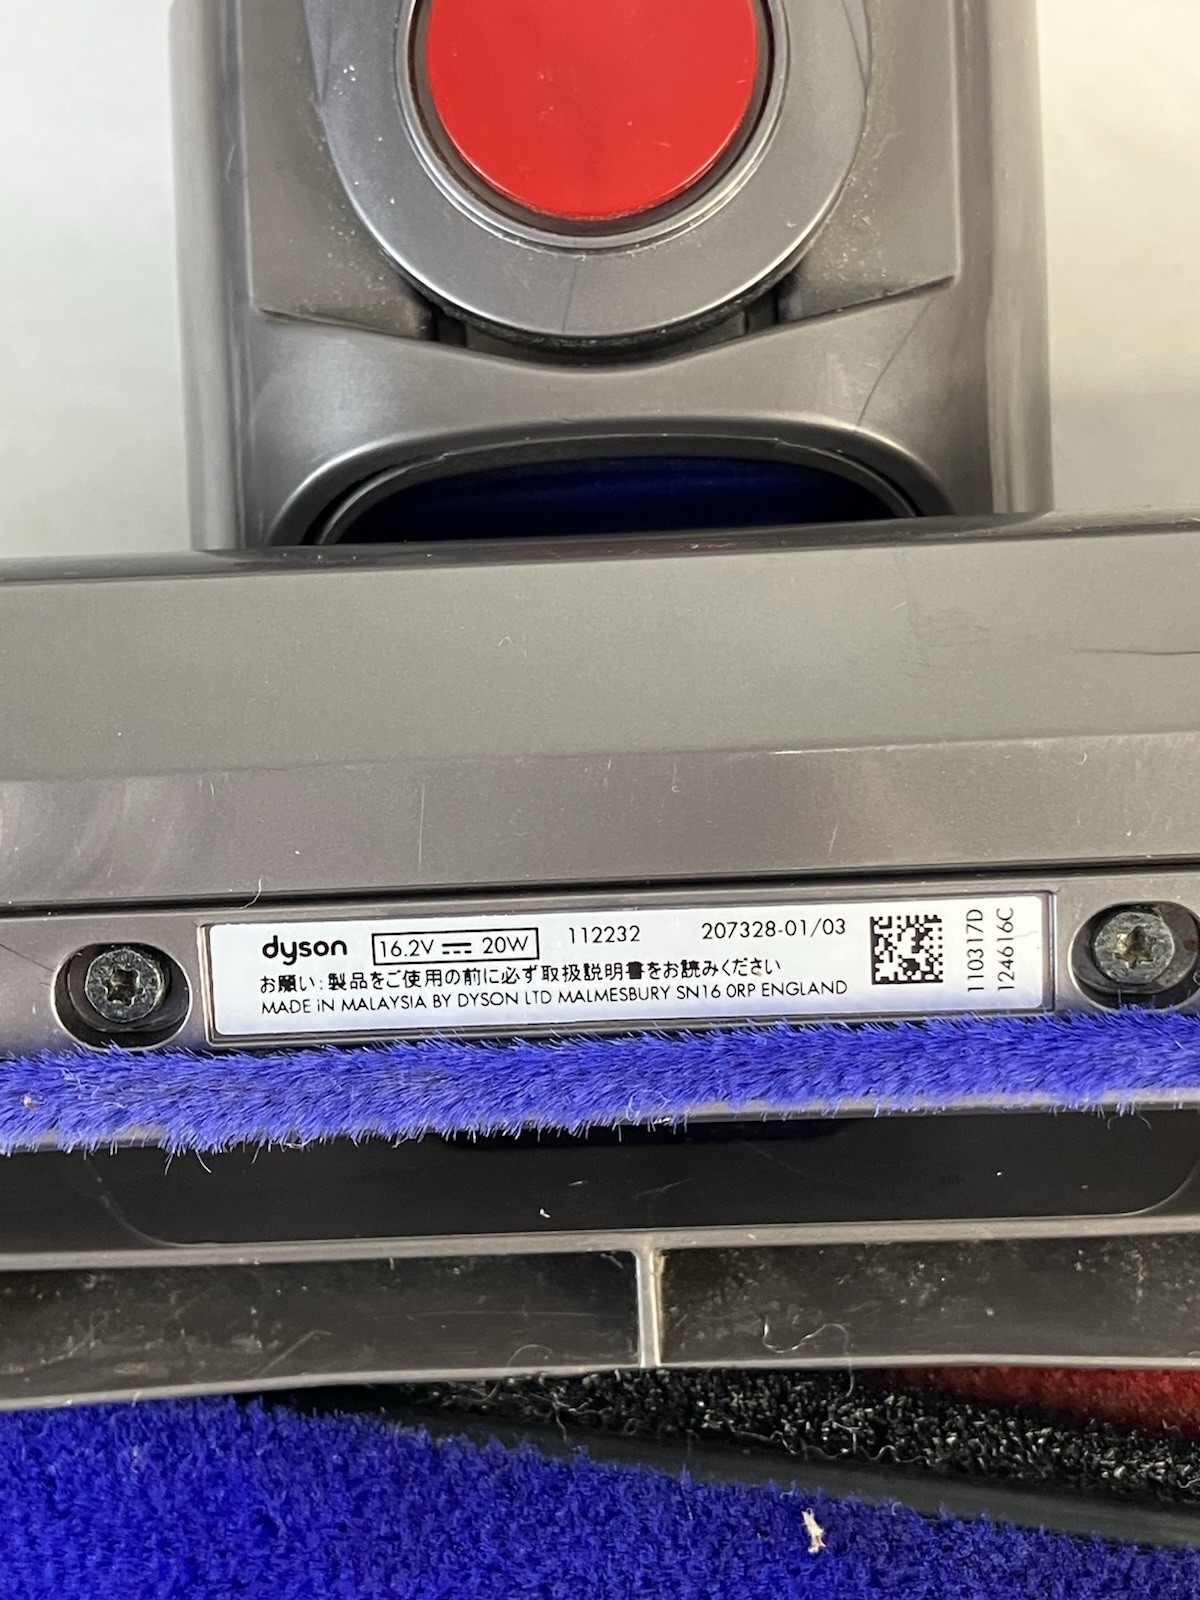 dyson 16.2V 20W 112232 207328-01/03
お願い：製品をご使用の前に必ず取扱説明書をお読みください
MADE iN MALAYSIA BY DYSON LTD MALMESBURY SN16 0RP ENGLAND
110317D
124616C